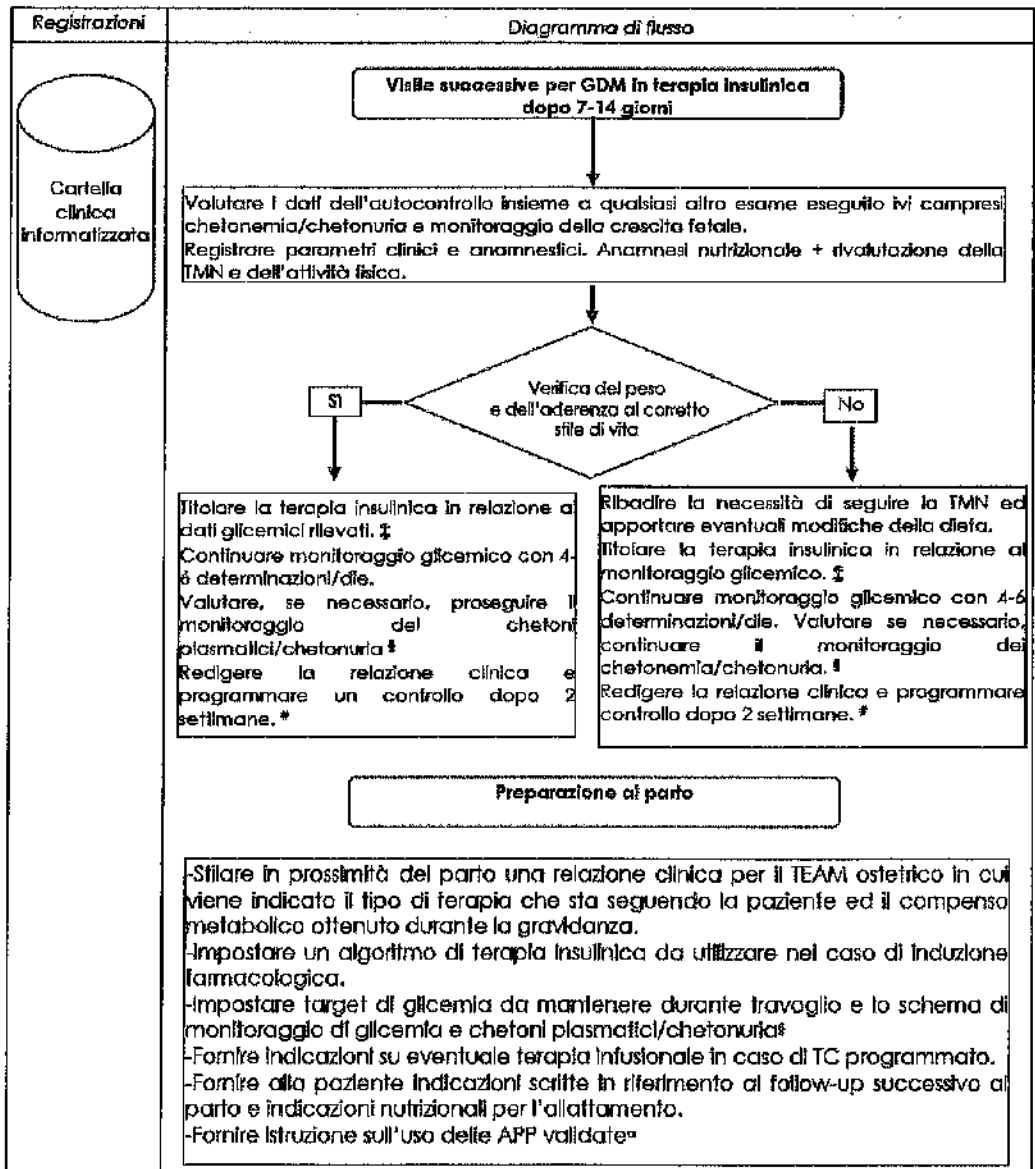 Registrazioni
Diagramma di flusso
Visite successive per GDM in terapia insulinica
dopo 7-14 giorni
Cartella
clinica
informatizzata
Valutare i dati dell'autocontrollo insieme a qualsiasi altro esame eseguito ivi compresi
chetonemia/chetonuria e monitoraggio della crescita fetale.
Registrare parametri clinici e anamnestici. Anamnesi nutrizionale + rivalutazione della
TMN e dell'attività fisica.
Verifica del peso
e dell'aderenza al corretto
stile di vita
SI
No
Titolare la terapia insulinica in relazione ai
dati glicemici rilevati. ‡
Continuare monitoraggio glicemico con 4-
6 determinazioni/die.
Valutare, se necessario, proseguire il
monitoraggio dei chetoni
plasmatici/chetonuria §
Redigere la relazione clinica e
programmare un controllo dopo 2
settimane. #
Ribadire la necessità di seguire la TMN ed
apportare eventuali modifiche della dieta.
Titolare la terapia insulinica in relazione al
monitoraggio glicemico. ‡
Continuare monitoraggio glicemico con 4-6
determinazioni/die. Valutare se necessario,
continuare il monitoraggio dei
chetonemia/chetonuria. §
Redigere la relazione clinica e programmare
controllo dopo 2 settimane. #
Preparazione al parto
-Stilare in prossimità del parto una relazione clinica per il TEAM ostetrico in cui
viene indicato il tipo di terapia che sta seguendo la paziente ed il compenso
metabolico ottenuto durante la gravidanza.
-Impostare un algoritmo di terapia insulinica da utilizzare nel caso di induzione
farmacologica.
-Impostare target di glicemia da mantenere durante travaglio e lo schema di
monitoraggio di glicemia e chetoni plasmatici/chetonuria§
-Fornire indicazioni su eventuale terapia infusionale in caso di TC programmato.
-Fornire alla paziente indicazioni scritte in riferimento al follow-up successivo al
parto e indicazioni nutrizionali per l'allattamento.
-Fornire istruzione sull'uso delle APP validate¤